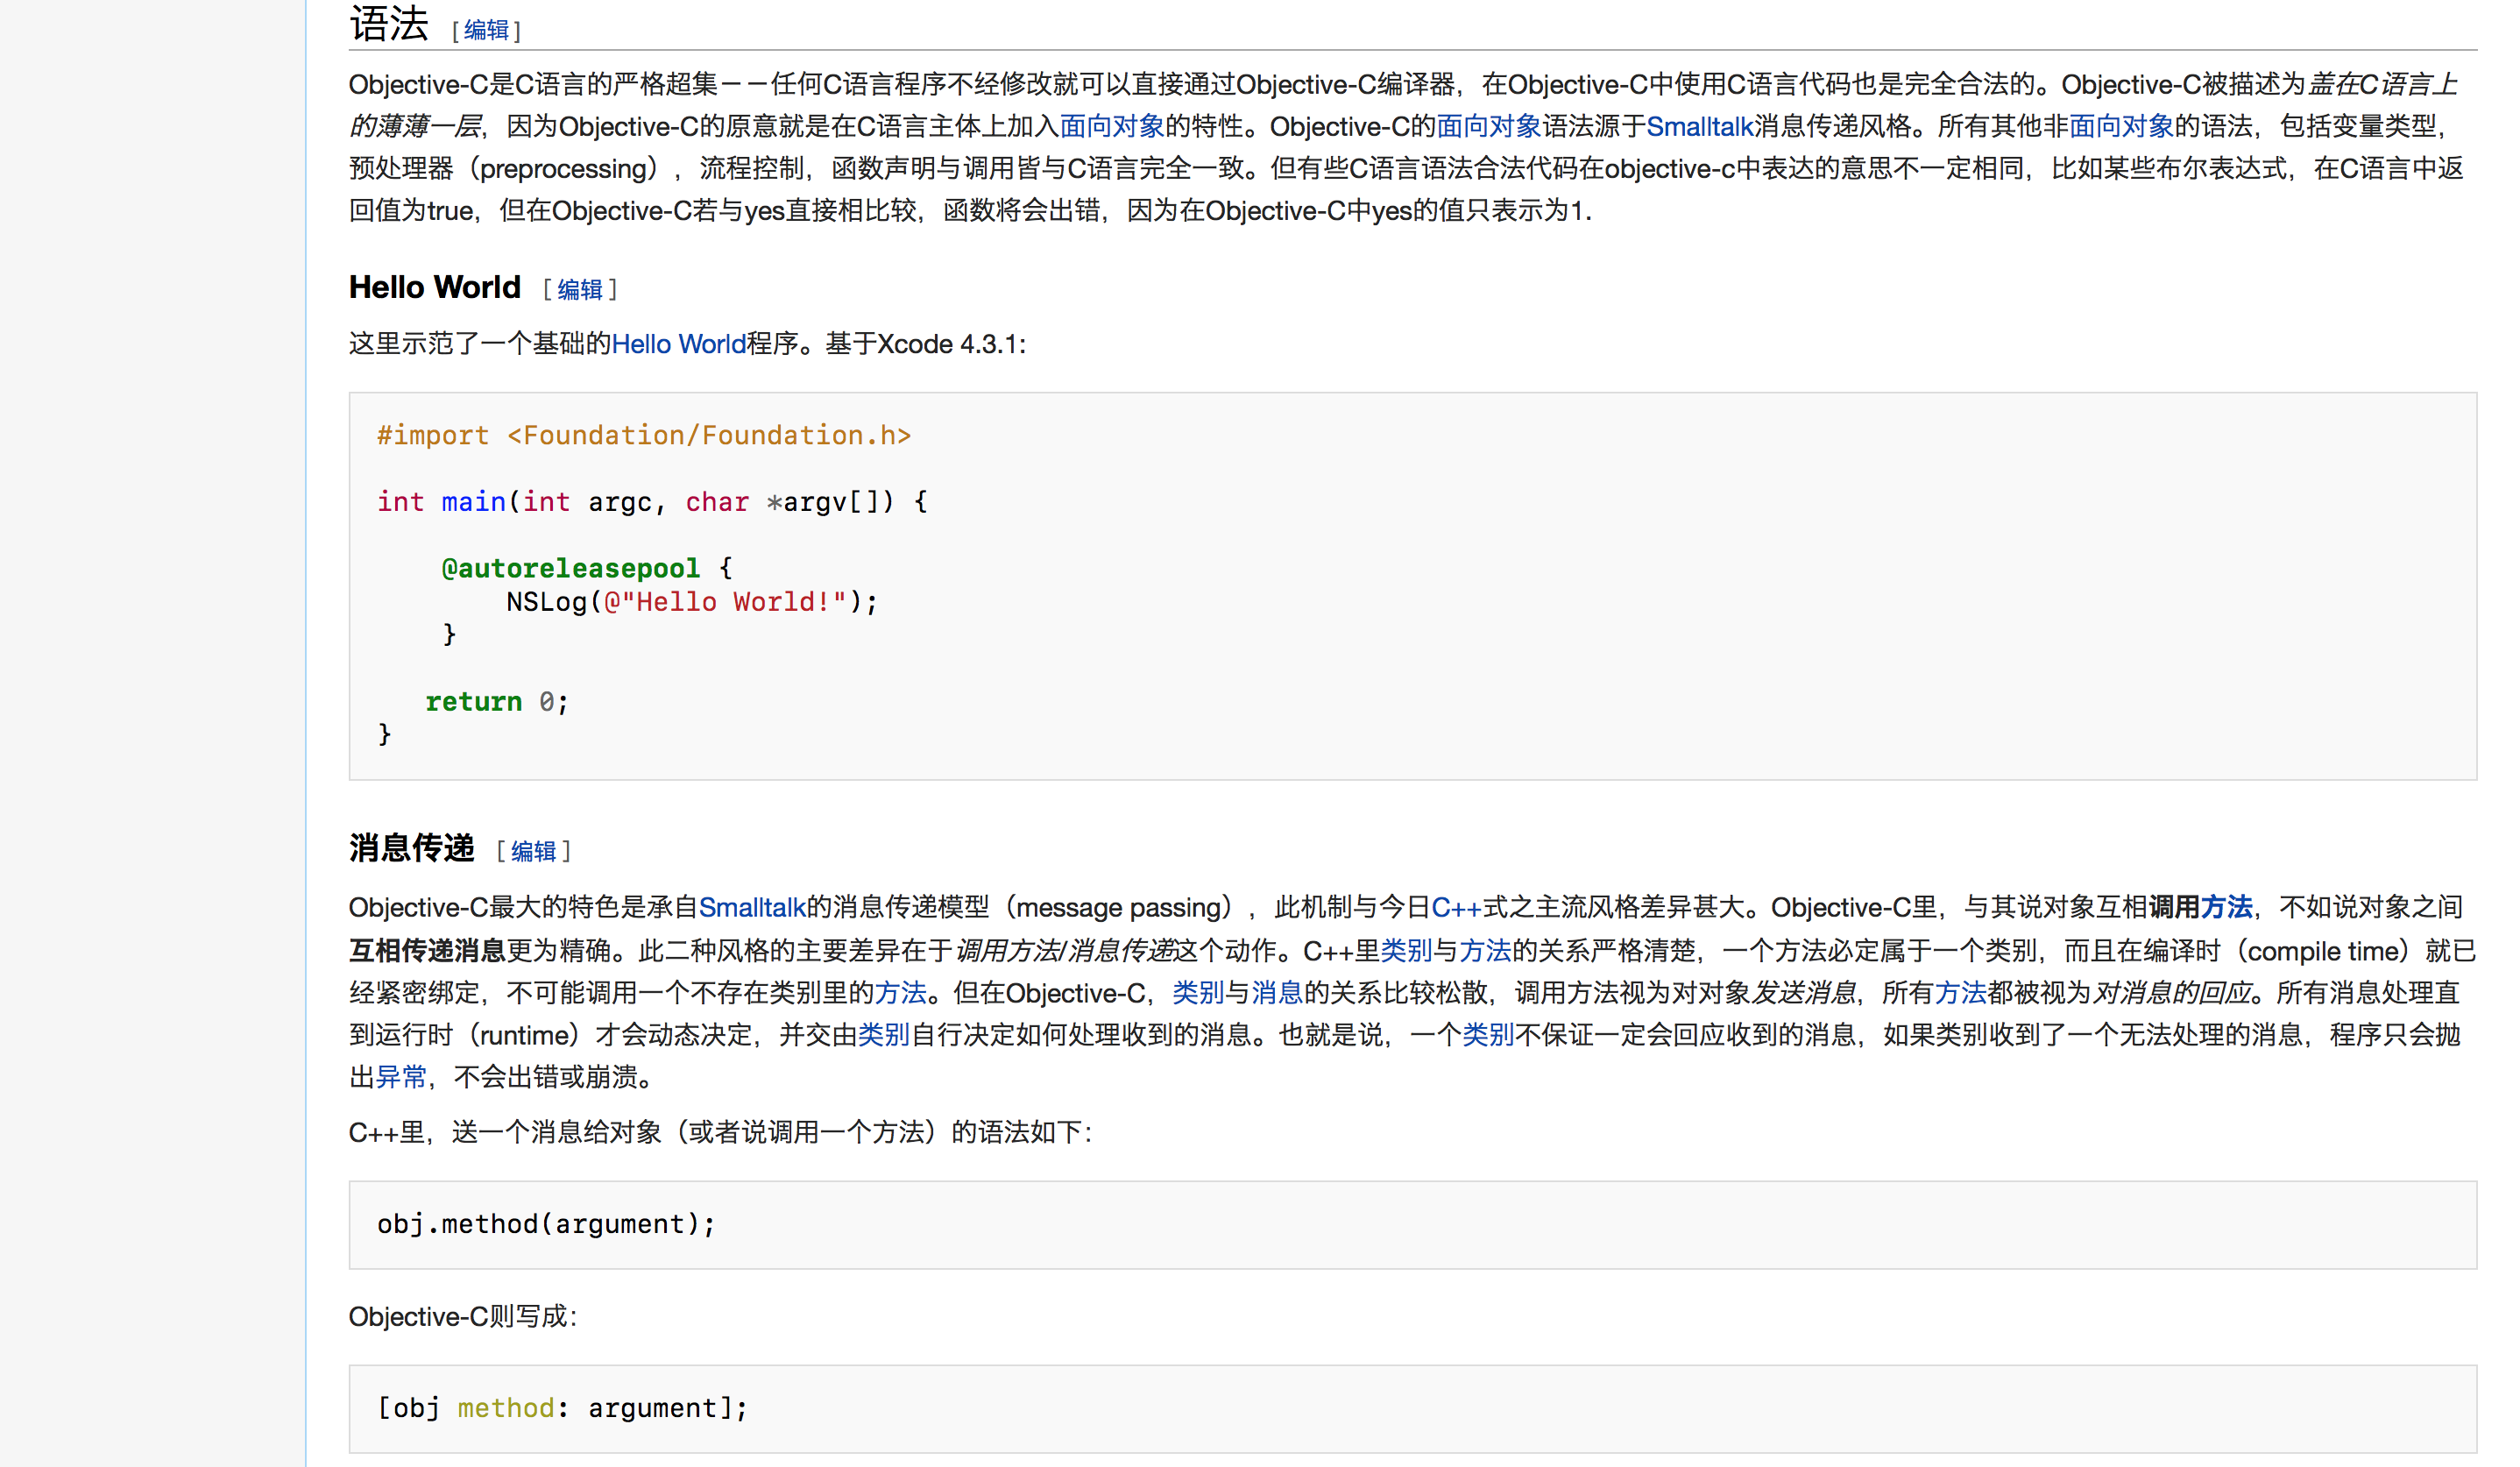 语法 [编辑]
Objective-C是C语言的严格超集－－任何C语言程序不经修改就可以直接通过Objective-C编译器，在Objective-C中使用C语言代码也是完全合法的。Objective-C被描述为盖在C语言上
的薄薄一层，因为Objective-C的原意就是在C语言主体上加入面向对象的特性。Objective-C的面向对象语法源于Smalltalk消息传递风格。所有其他非面向对象的语法，包括变量类型，
预处理器（preprocessing），流程控制，函数声明与调用皆与C语言完全一致。但有些C语言语法合法代码在objective-c中表达的意思不一定相同，比如某些布尔表达式，在C语言中返
回值为true，但在Objective-C若与yes直接相比较，函数将会出错，因为在Objective-C中yes的值只表示为1.
Hello World [编辑]
这里示范了一个基础的Hello World程序。基于Xcode 4.3.1:
#import <Foundation/Foundation.h>
int main(int argc, char *argv[]) {
@autoreleasepool {
NSLog(@"Hello World!");
}
return 0;
}
消息传递 [编辑]
Objective-C最大的特色是承自Smalltalk的消息传递模型（message passing），此机制与今日C++式之主流风格差异甚大。Objective-C里，与其说对象互相调用方法，不如说对象之间
互相传递消息更为精确。此二种风格的主要差异在于调用方法/消息传递这个动作。C++里类别与方法的关系严格清楚，一个方法必定属于一个类别，而且在编译时（compile time）就已
经紧密绑定，不可能调用一个不存在类别里的方法。但在Objective-C，类别与消息的关系比较松散，调用方法视为对对象发送消息，所有方法都被视为对消息的回应。所有消息处理直
到运行时（runtime）才会动态决定，并交由类别自行决定如何处理收到的消息。也就是说，一个类别不保证一定会回应收到的消息，如果类别收到了一个无法处理的消息，程序只会抛
出异常，不会出错或崩溃。
C++里，送一个消息给对象（或者说调用一个方法）的语法如下：
obj.method(argument);
Objective-C则写成：
[obj method: argument];